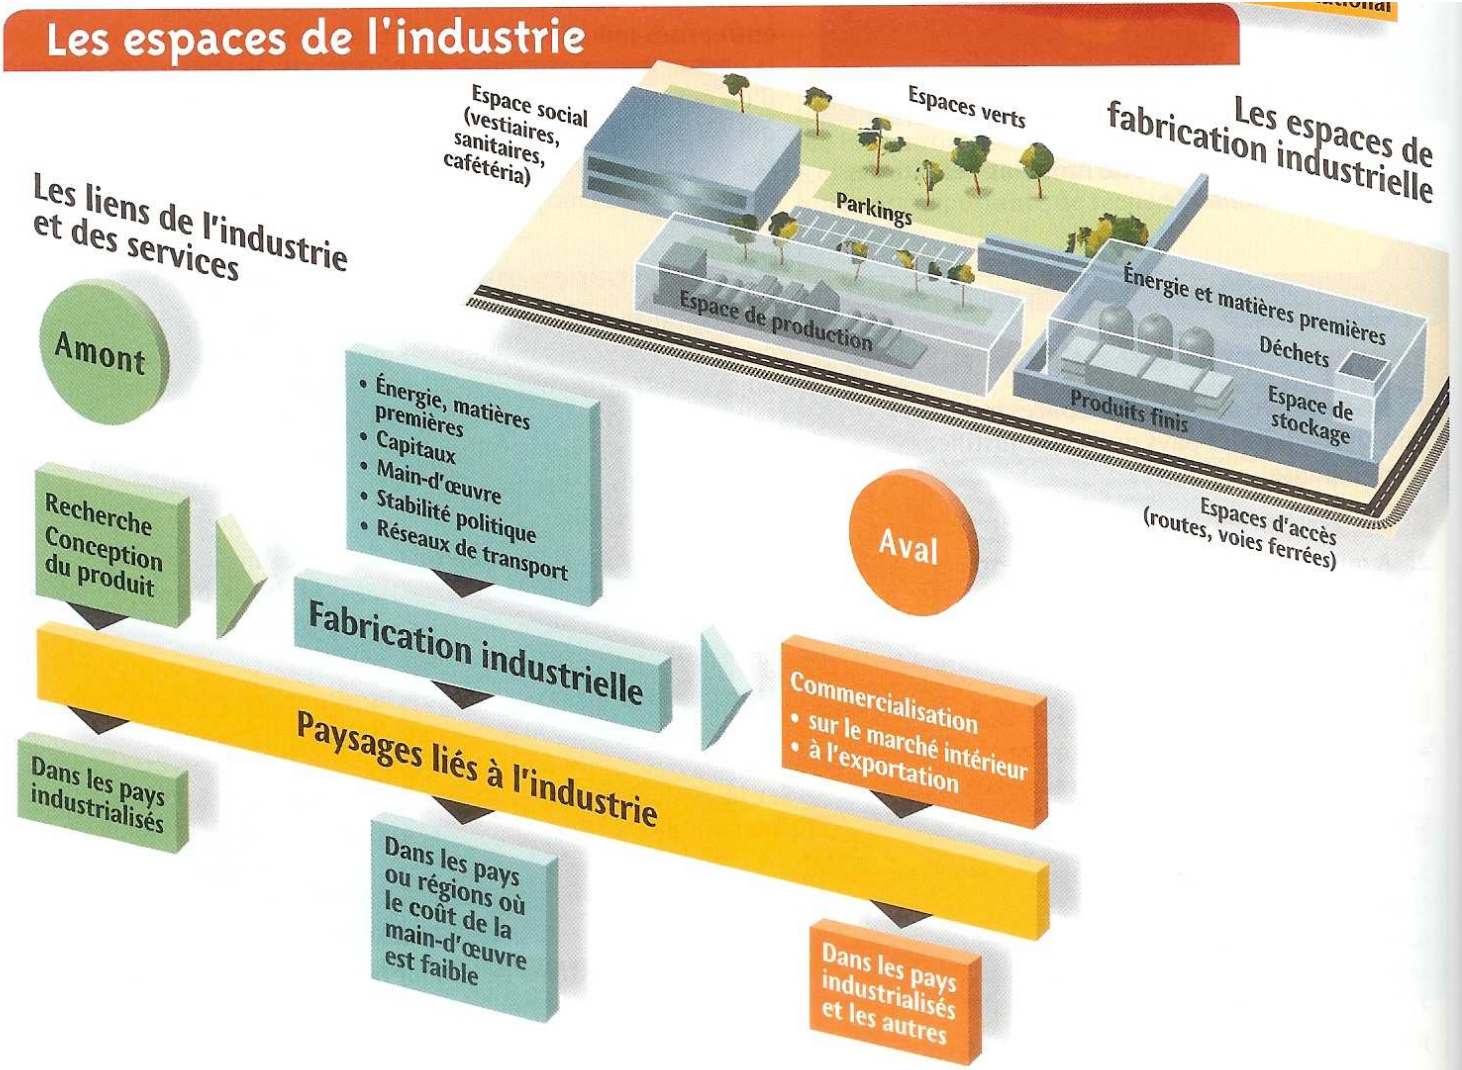 Les espaces de l'industrie
Espace social
(vestiaires,
sanitaires,
cafétéria)
Espaces verts
Les espaces de
fabrication industrielle
Parkings
Espace de production
Énergie et matières premières
Déchets
Produits finis
Espace de
stockage
Espaces d'accès
(routes, voies ferrées)
Les liens de l'industrie
et des services
Amont
Recherche
Conception
du produit
• Énergie, matières
premières
• Capitaux
• Main-d'œuvre
• Stabilité politique
• Réseaux de transport
Fabrication industrielle
Aval
Commercialisation
• sur le marché intérieur
• à l'exportation
Paysages liés à l'industrie
Dans les pays
industrialisés
Dans les pays
ou régions où
le coût de la
main-d'œuvre
est faible
Dans les pays
industrialisés
et les autres